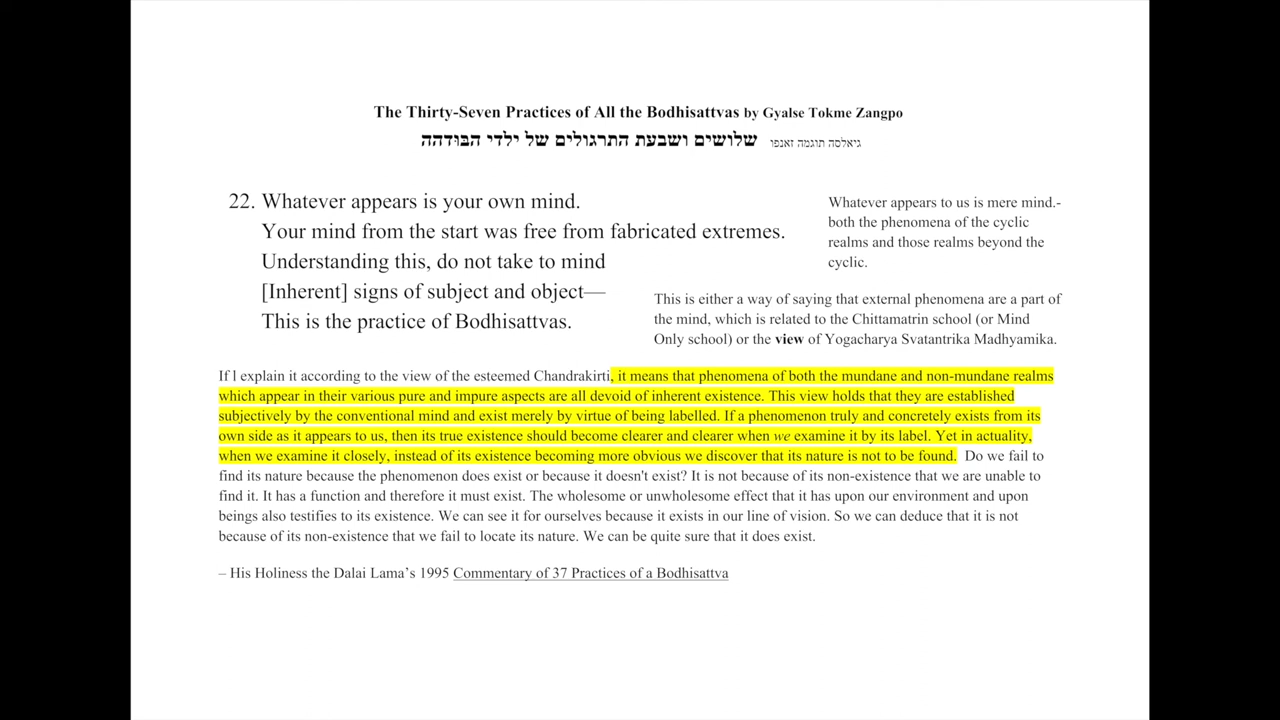 The Thirty-Seven Practices of All the Bodhisattvas by Gyalse Tokme Zangpo
שלושים ושבעת התרגולים של ילדי הבּוּדהה גיאלסה תוגמה זאנפו
22. Whatever appears is your own mind.
Your mind from the start was free from fabricated extremes.
Understanding this, do not take to mind
[Inherent] signs of subject and object—
This is the practice of Bodhisattvas.
Whatever appears to us is mere mind.-
both the phenomena of the cyclic
realms and those realms beyond the
cyclic.
This is either a way of saying that external phenomena are a part of
the mind, which is related to the Chittamatrin school (or Mind
Only school) or the view of Yogacharya Svatantrika Madhyamika.
If l explain it according to the view of the esteemed Chandrakirti, it means that phenomena of both the mundane and non-mundane realms
which appear in their various pure and impure aspects are all devoid of inherent existence. This view holds that they are established
subjectively by the conventional mind and exist merely by virtue of being labelled. If a phenomenon truly and concretely exists from its
own side as it appears to us, then its true existence should become clearer and clearer when we examine it by its label. Yet in actuality,
when we examine it closely, instead of its existence becoming more obvious we discover that its nature is not to be found. Do we fail to
find its nature because the phenomenon does exist or because it doesn't exist? It is not because of its non-existence that we are unable to
find it. It has a function and therefore it must exist. The wholesome or unwholesome effect that it has upon our environment and upon
beings also testifies to its existence. We can see it for ourselves because it exists in our line of vision. So we can deduce that it is not
because of its non-existence that we fail to locate its nature. We can be quite sure that it does exist.
– His Holiness the Dalai Lama’s 1995 Commentary of 37 Practices of a Bodhisattva